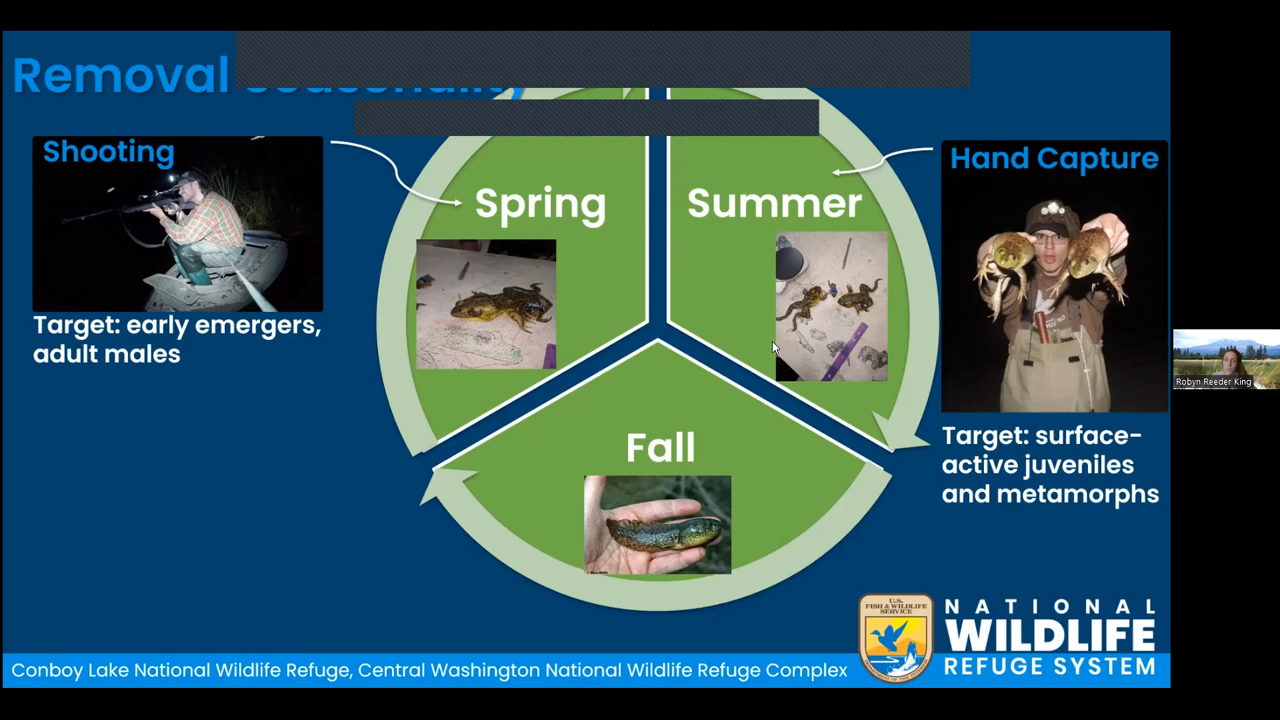 Removal Seasonality
Shooting
Target: early emergers,
adult males
Spring
Summer
Hand Capture
Target: surface-
active juveniles
and metamorphs
Fall
Robyn Reeder King
U.S.
FISH & WILDLIFE
SERVICE
NATIONAL
WILDLIFE
REFUGE SYSTEM
Conboy Lake National Wildlife Refuge, Central Washington National Wildlife Refuge Complex